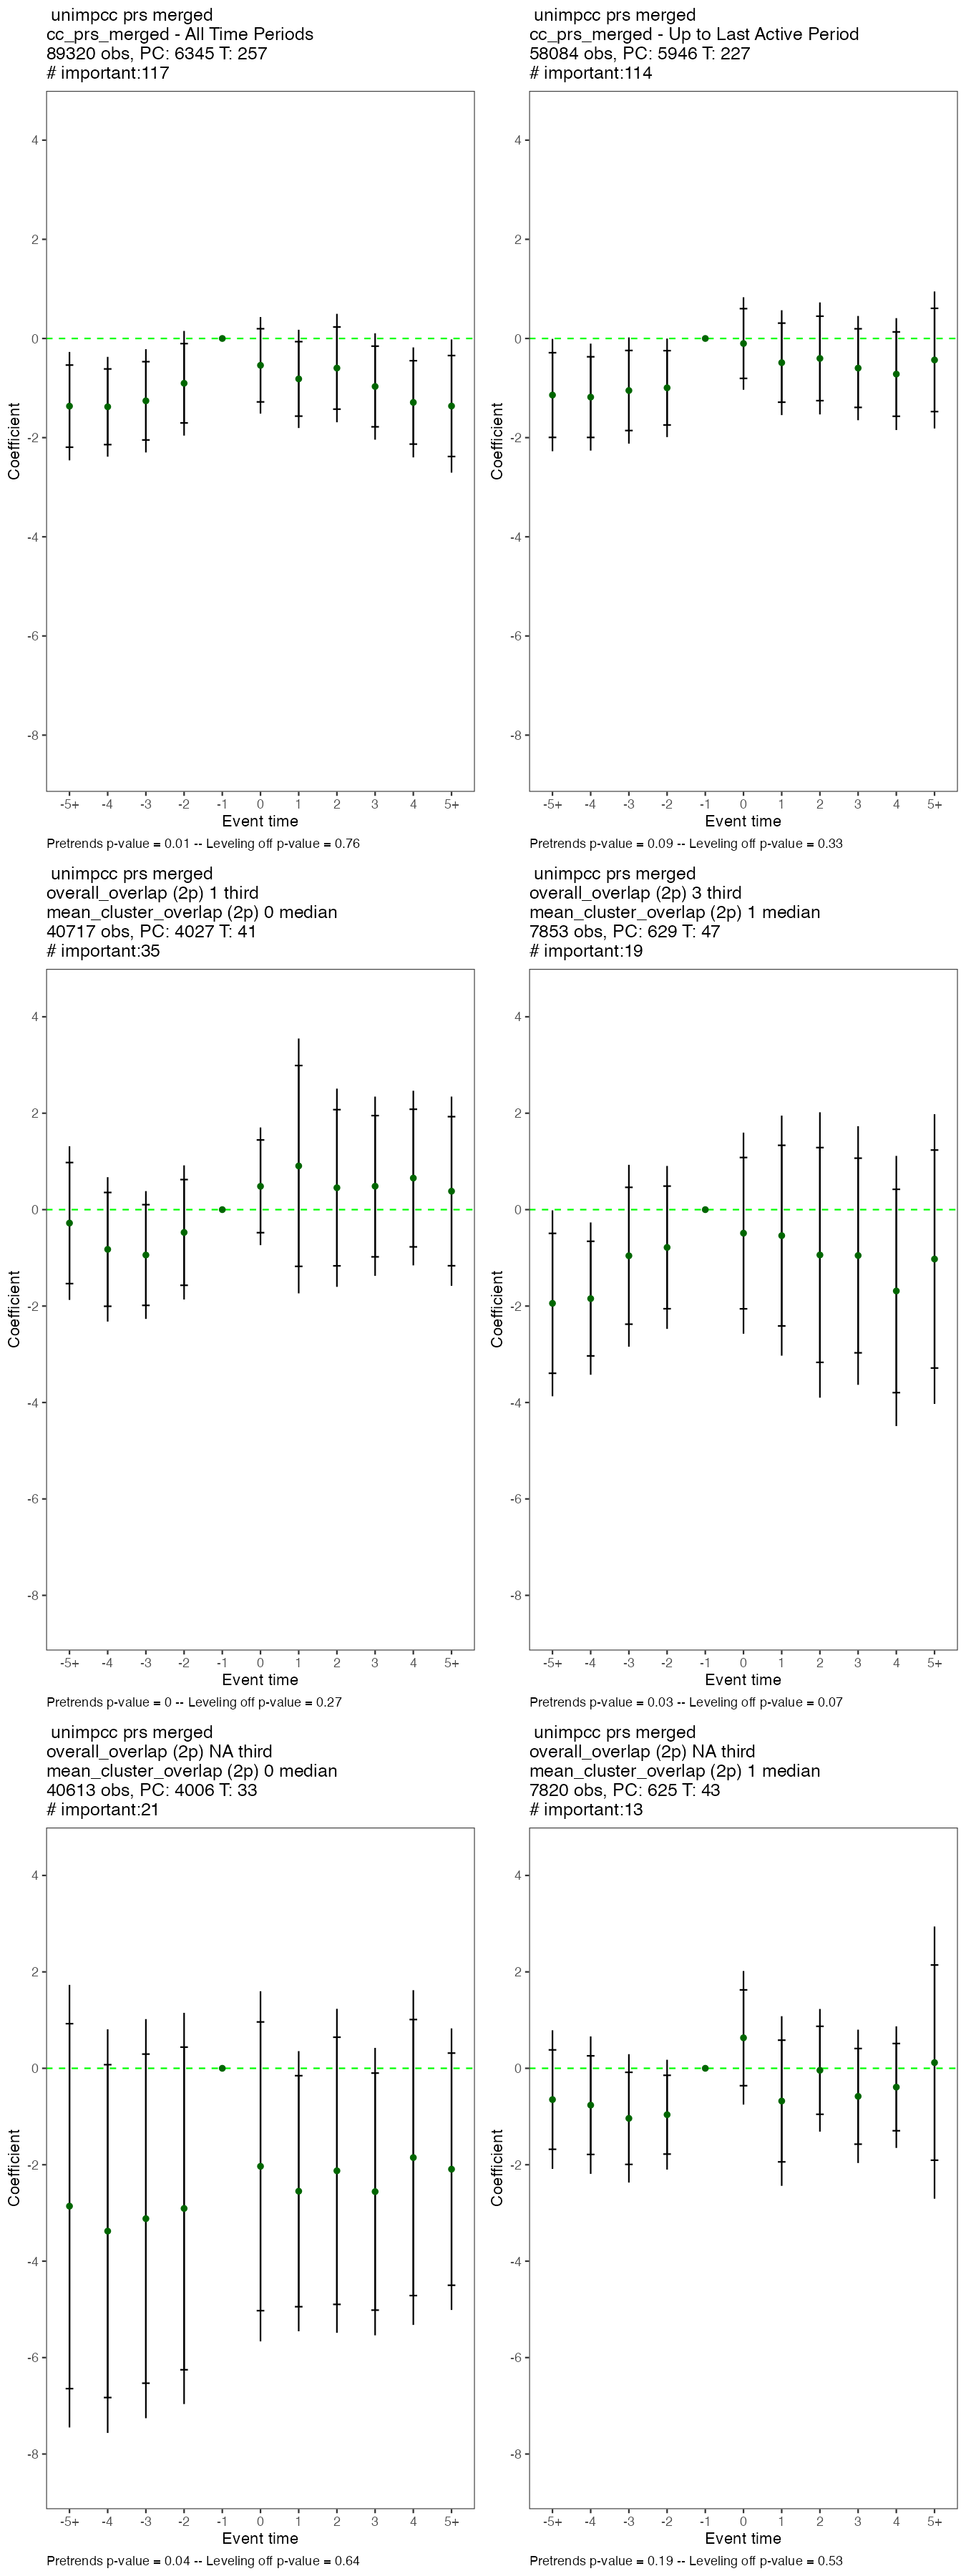 unimpcc prs merged
cc_prs_merged - All Time Periods
89320 obs, PC: 6345 T: 257
# important:117
4
2
0
-2
-4
-6
-8
Coefficient
-5+ -4 -3 -2 -1 0 1 2 3 4 5+
Event time
Pretrends p-value = 0.01 -- Leveling off p-value = 0.76
unimpcc prs merged
cc_prs_merged - Up to Last Active Period
58084 obs, PC: 5946 T: 227
# important:114
4
2
0
-2
-4
-6
-8
Coefficient
-5+ -4 -3 -2 -1 0 1 2 3 4 5+
Event time
Pretrends p-value = 0.09 -- Leveling off p-value = 0.33
unimpcc prs merged
overall_overlap (2p) 1 third
mean_cluster_overlap (2p) 0 median
40717 obs, PC: 4027 T: 41
# important:35
4
2
0
-2
-4
-6
-8
Coefficient
-5+ -4 -3 -2 -1 0 1 2 3 4 5+
Event time
Pretrends p-value = 0 -- Leveling off p-value = 0.27
unimpcc prs merged
overall_overlap (2p) 3 third
mean_cluster_overlap (2p) 1 median
7853 obs, PC: 629 T: 47
# important:19
4
2
0
-2
-4
-6
-8
Coefficient
-5+ -4 -3 -2 -1 0 1 2 3 4 5+
Event time
Pretrends p-value = 0.03 -- Leveling off p-value = 0.07
unimpcc prs merged
overall_overlap (2p) NA third
mean_cluster_overlap (2p) 0 median
40613 obs, PC: 4006 T: 33
# important:21
4
2
0
-2
-4
-6
-8
Coefficient
-5+ -4 -3 -2 -1 0 1 2 3 4 5+
Event time
Pretrends p-value = 0.04 -- Leveling off p-value = 0.64
unimpcc prs merged
overall_overlap (2p) NA third
mean_cluster_overlap (2p) 1 median
7820 obs, PC: 625 T: 43
# important:13
4
2
0
-2
-4
-6
-8
Coefficient
-5+ -4 -3 -2 -1 0 1 2 3 4 5+
Event time
Pretrends p-value = 0.19 -- Leveling off p-value = 0.53